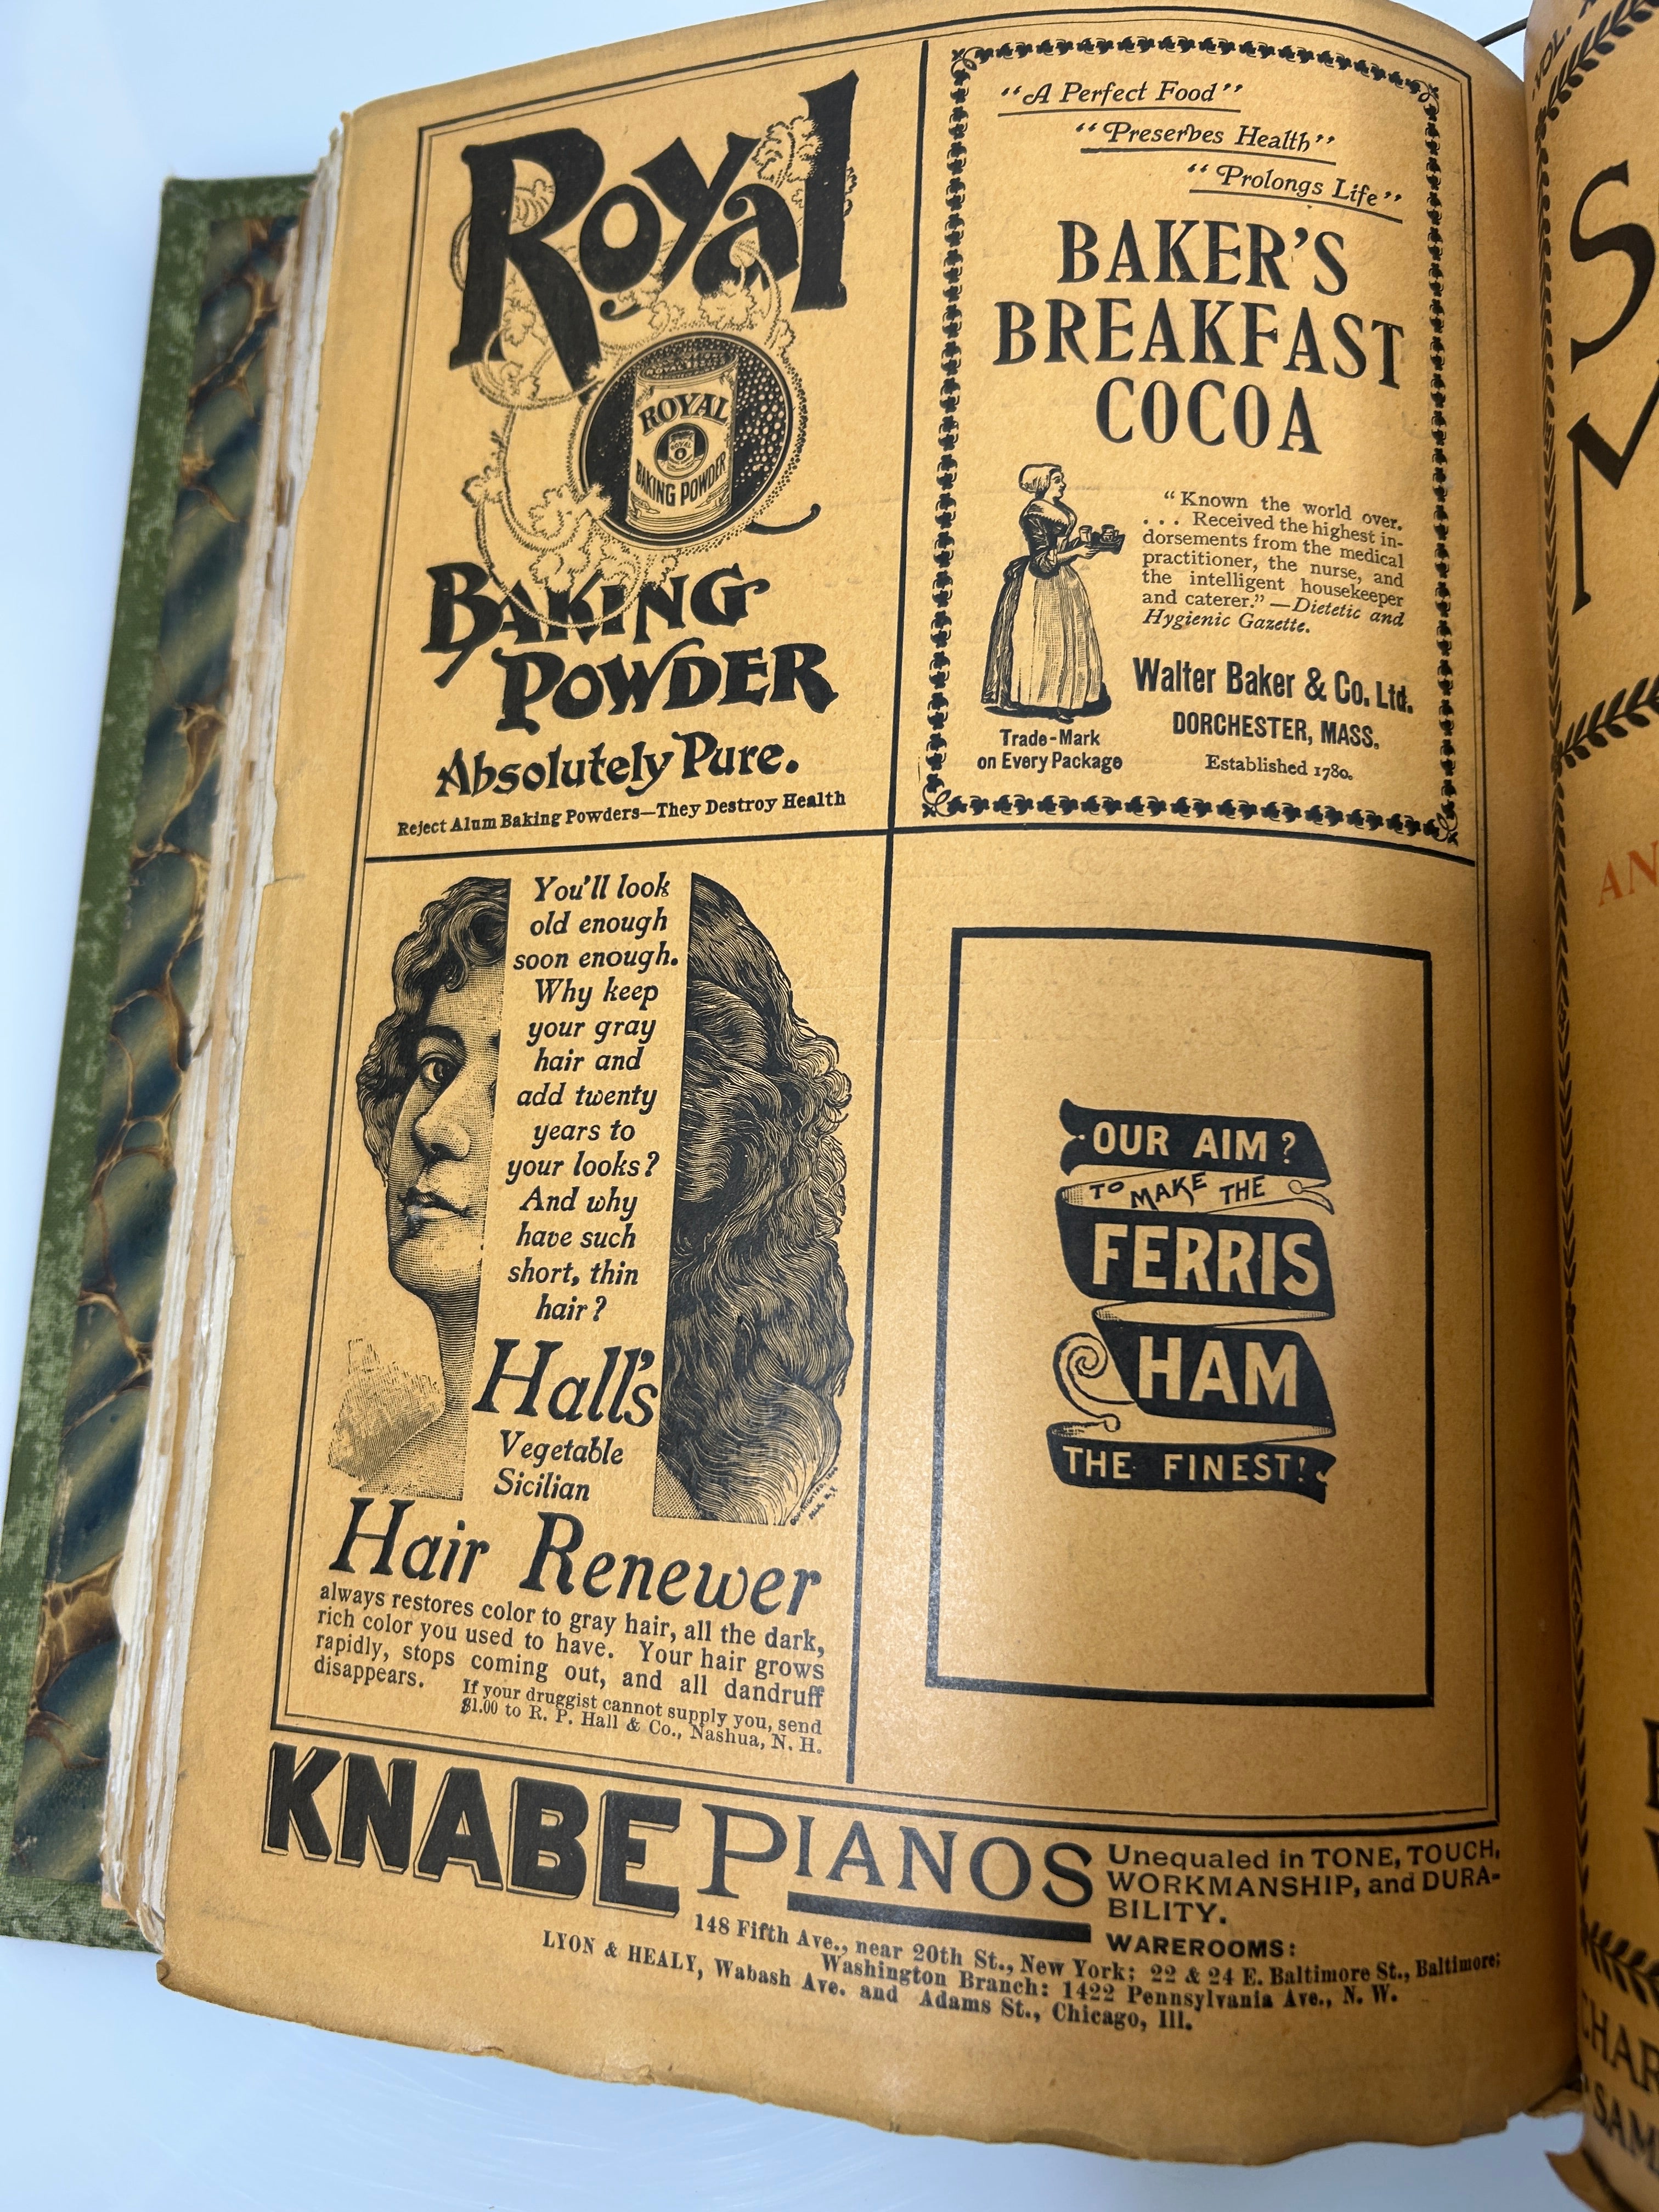 Royal
ROYAL
ROYAL
BAKING POWDER
BAKING
POWDER
Absolutely Pure.
Reject Alum Baking Powders—They Destroy Health
“A Perfect Food”
“Preserves Health”
“Prolongs Life”
BAKER’S
BREAKFAST
COCOA
“Known the world over.
. . . Received the highest in-
dorsements from the medical
practitioner, the nurse, and
the intelligent housekeeper
and caterer.”—Dietetic and
Hygienic Gazette.
Walter Baker & Co. Ltd.
DORCHESTER, MASS.
Established 1780.
Trade-Mark
on Every Package
You’ll look
old enough
soon enough.
Why keep
your gray
hair and
add twenty
years to
your looks?
And why
have such
short, thin
hair?
Hall’s
Vegetable
Sicilian
Hair Renewer
always restores color to gray hair, all the dark,
rich color you used to have. Your hair grows
rapidly, stops coming out, and all dandruff
disappears.
If your druggist cannot supply you, send
$1.00 to R. P. Hall & Co., Nashua, N. H.
OUR AIM?
TO MAKE THE
FERRIS
HAM
THE FINEST!
KNABE PIANOS
Unequaled in TONE, TOUCH,
WORKMANSHIP, and DURA-
BILITY.
WAREROOMS:
148 Fifth Ave., near 20th St., New York; 22 & 24 E. Baltimore St., Baltimore;
Washington Branch: 1422 Pennsylvania Ave., N. W.
LYON & HEALY, Wabash Ave. and Adams St., Chicago, Ill.
VOL.
AN
HAR
SAM